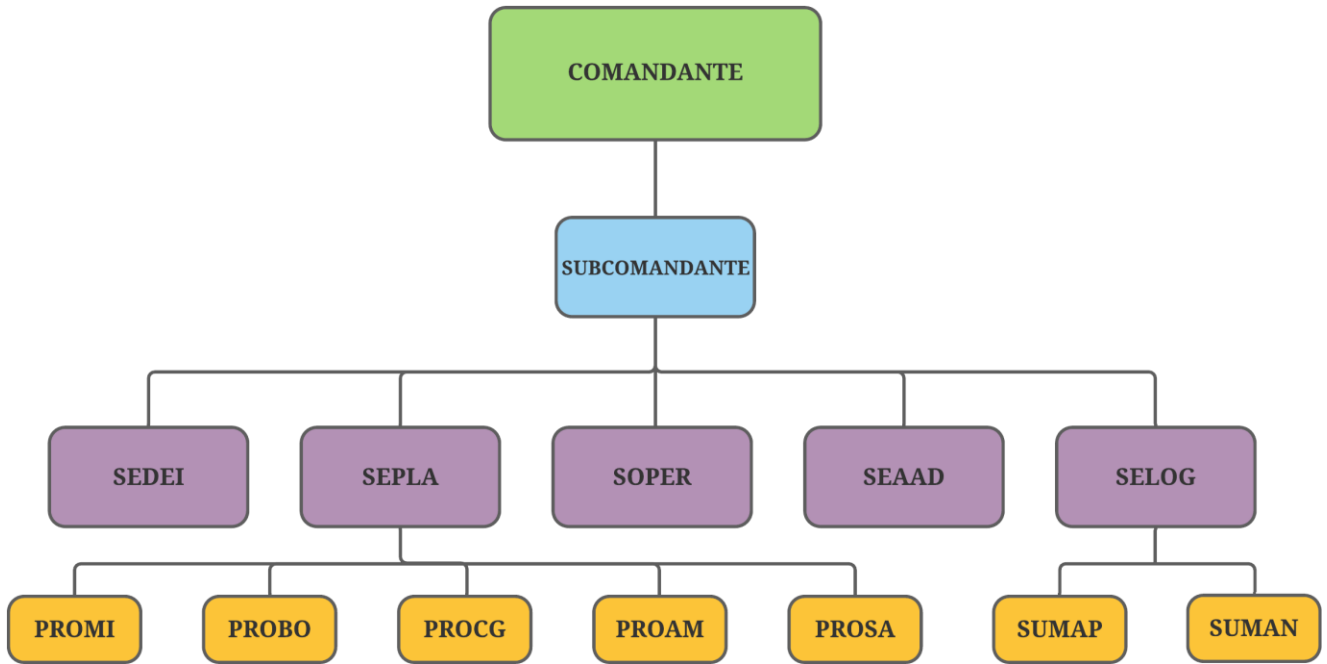 COMANDANTE
SUBCOMANDANTE
SEDEI
SEPLA
SOPER
SEAAD
SELOG
PROMI
PROBO
PROCG
PROAM
PROSA
SUMAP
SUMAN